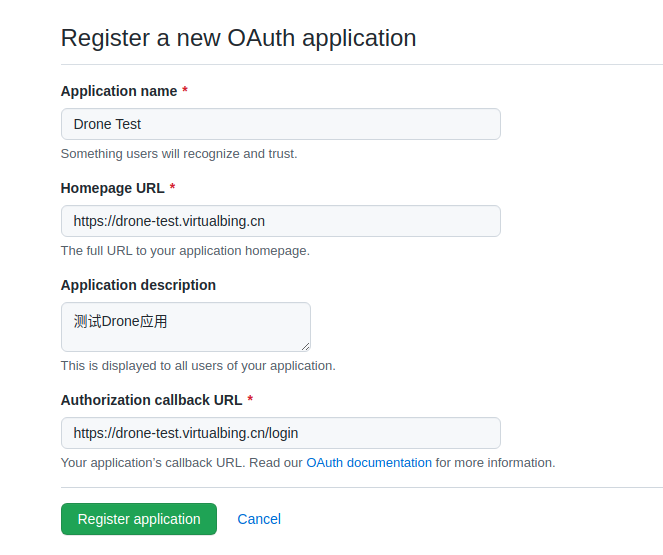 Register a new OAuth application
Application name *
Drone Test
Something users will recognize and trust.
Homepage URL *
https://drone-test.virtualbing.cn
The full URL to your application homepage.
Application description
测试Drone应用
This is displayed to all users of your application.
Authorization callback URL *
https://drone-test.virtualbing.cn/login
Your application’s callback URL. Read our OAuth documentation for more information.
Register application Cancel